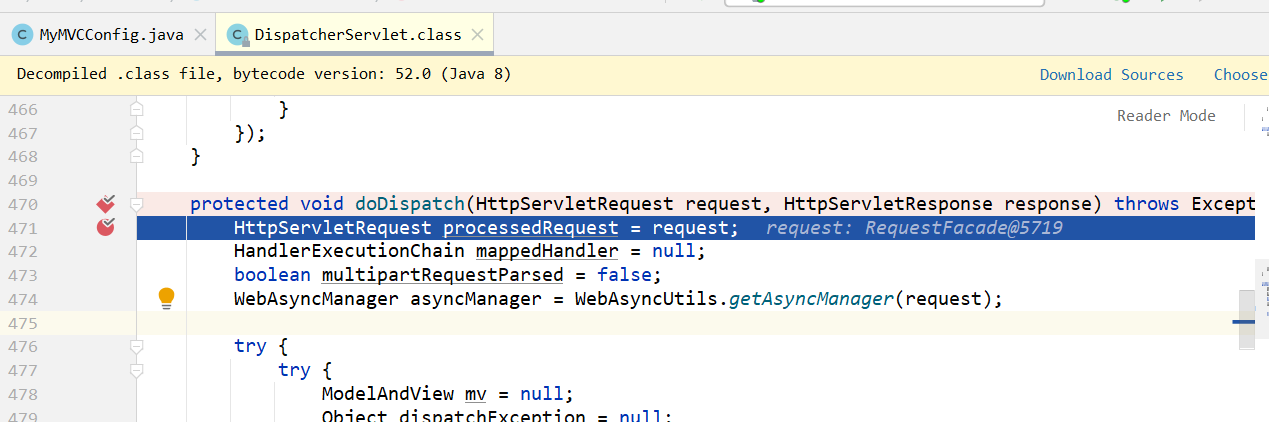 MyMVCConfig.java DispatcherServlet.class
Decompiled .class file, bytecode version: 52.0 (Java 8) Download Sources Choose
Reader Mode
466 }
467 });
468 }
469
470 protected void doDispatch(HttpServletRequest request, HttpServletResponse response) throws Except
471 HttpServletRequest processedRequest = request; request: RequestFacade@5719
472 HandlerExecutionChain mappedHandler = null;
473 boolean multipartRequestParsed = false;
474 WebAsyncManager asyncManager = WebAsyncUtils.getAsyncManager(request);
475
476 try {
477 try {
478 ModelAndView mv = null;
479 Object dispatchException = null;